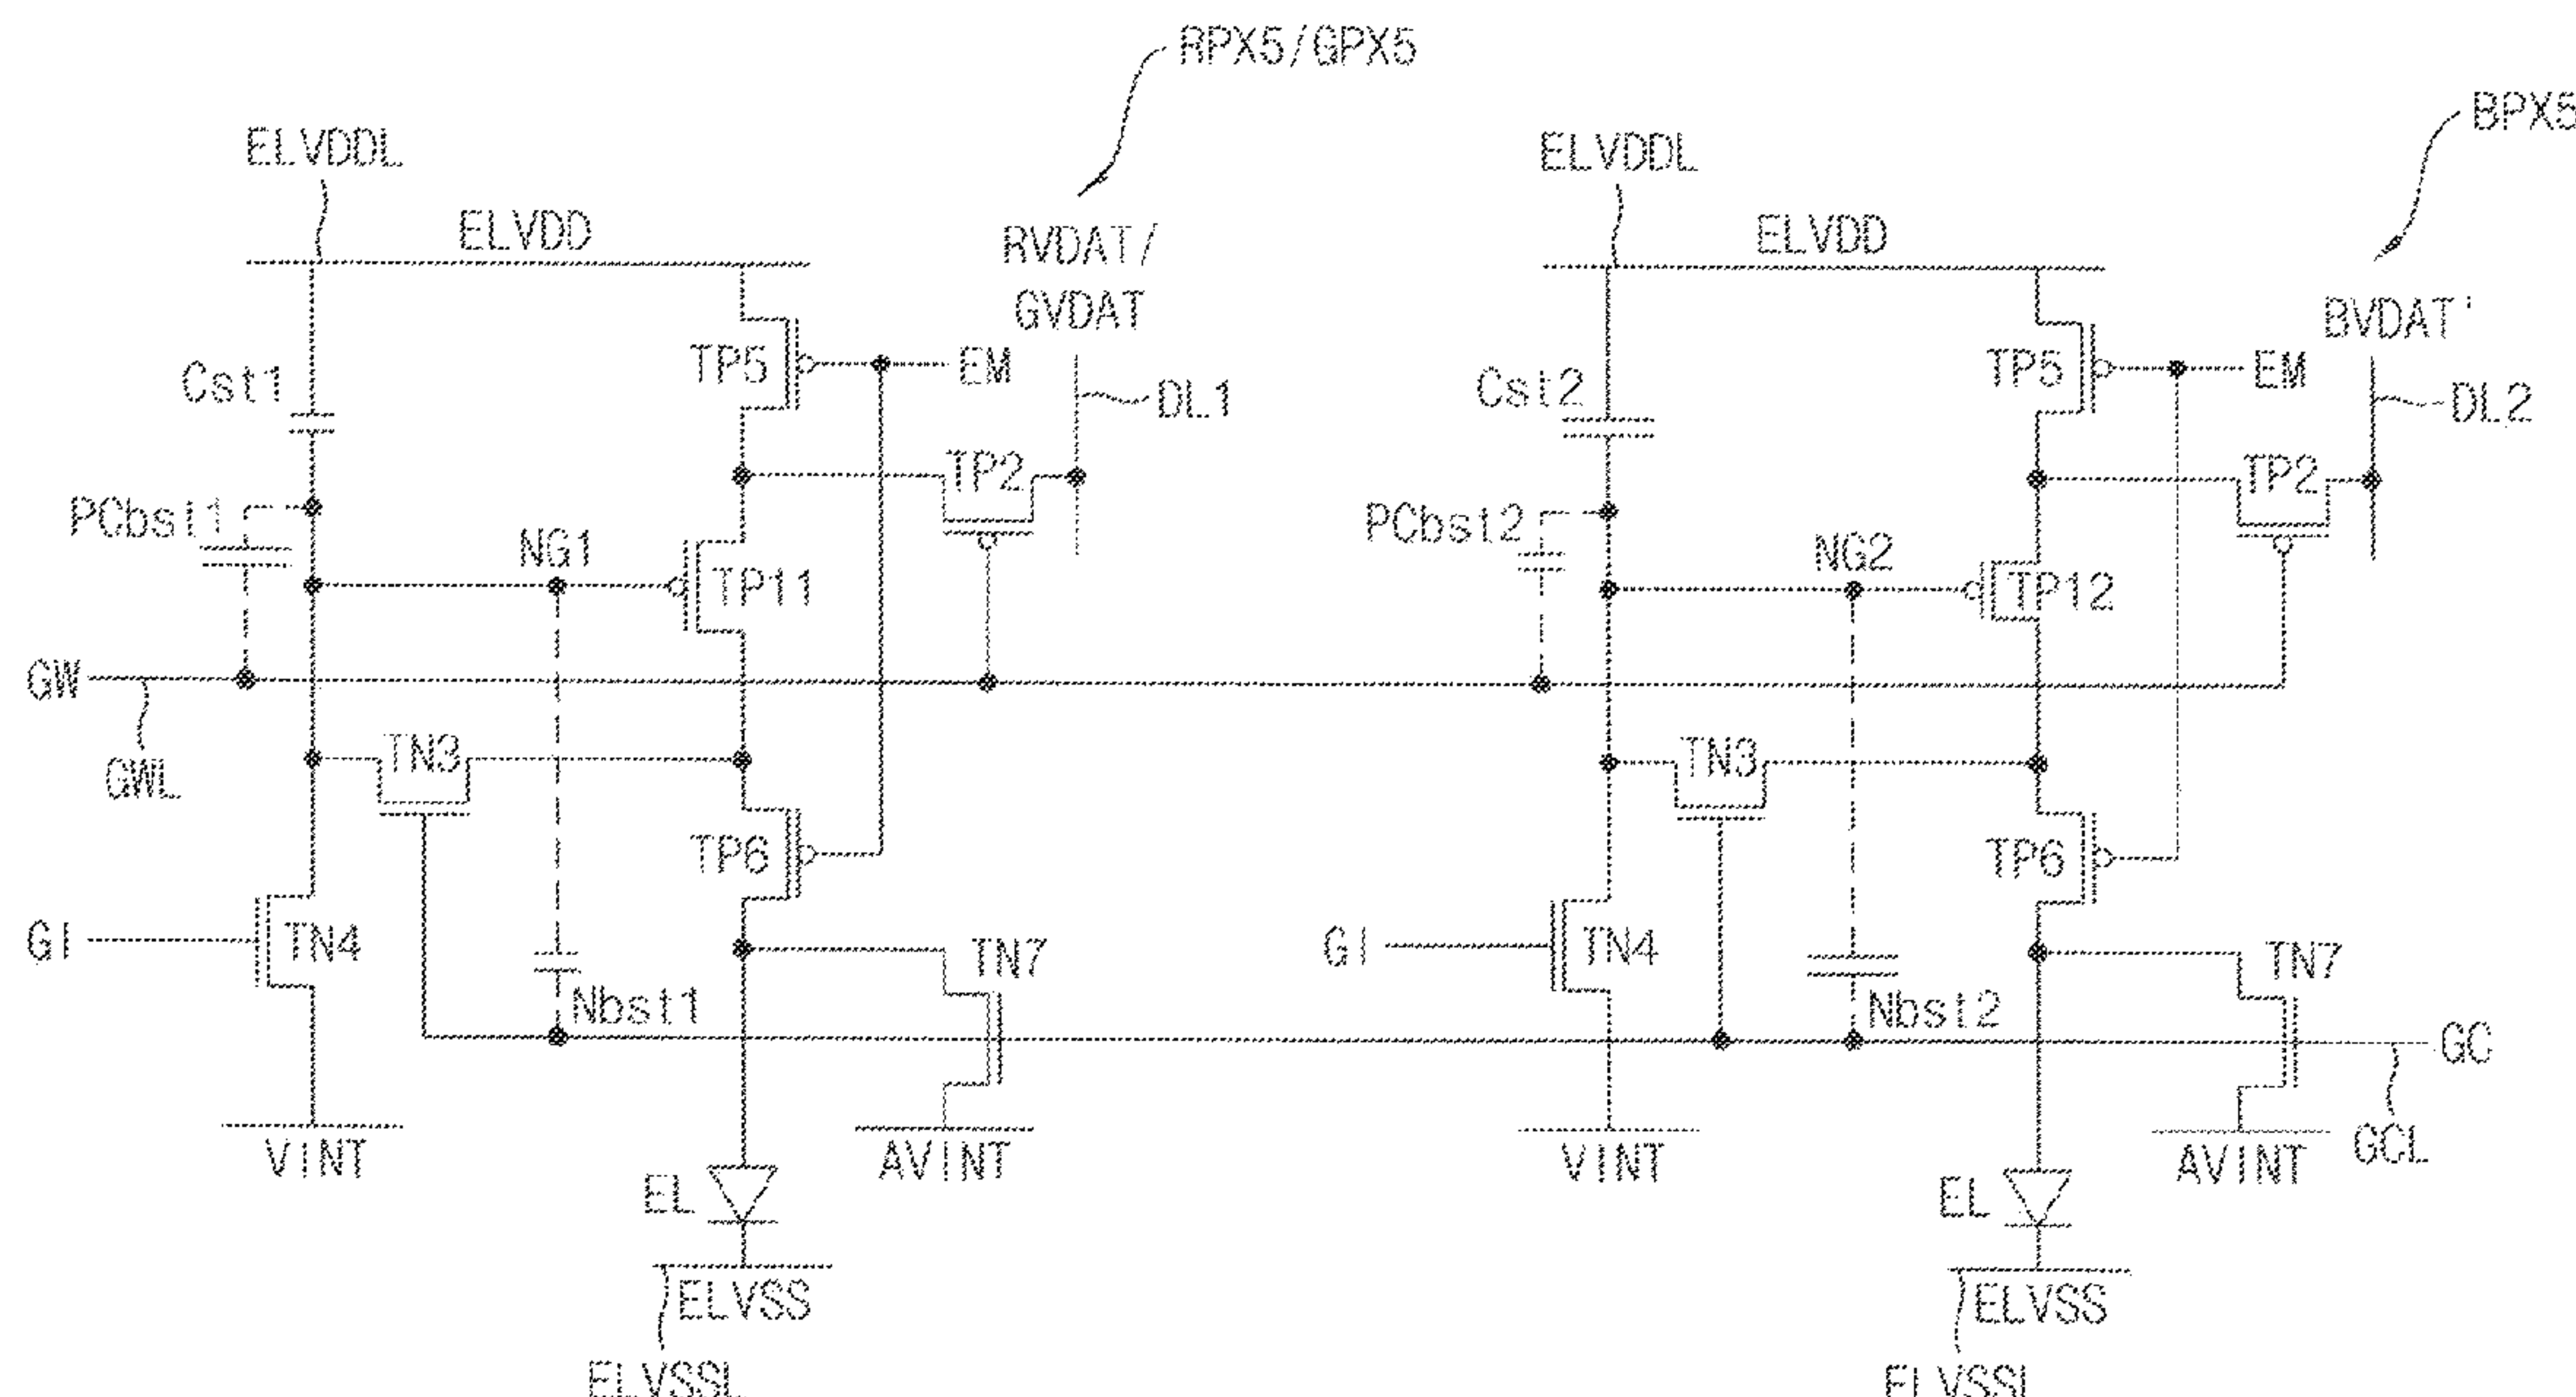 RPX5/GPX5
BPX5
ELVDDL
ELVDD
RVDAT/
GVDAT
TP5
EM
DL1
Cst1
TP2
PCbst1
NG1
TP11
GW
GWL
TN3
TP6
GI
TN4
TN7
Nbst1
VINT
AVINT
EL
ELVSS
ELVSSL
ELVDDL
ELVDD
BVDAT'
TP5
EM
DL2
Cst2
TP2
PCbst2
NG2
TP12
TN3
TP6
GI
TN4
TN7
Nbst2
GC
GCL
VINT
AVINT
EL
ELVSS
ELVSSL